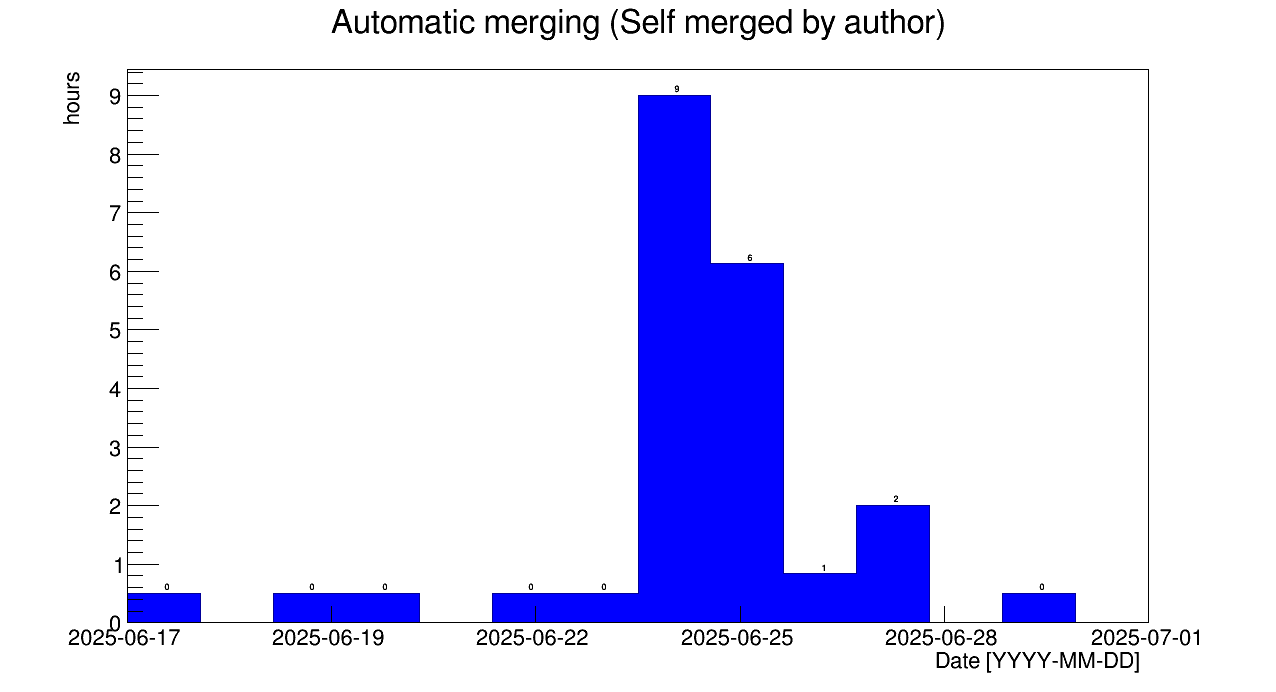 Automatic merging (Self merged by author)
hours
9
8
7
6
5
4
3
2
1
0
0 0 0 0 0 9 6 1 2 0
2025-06-17 2025-06-19 2025-06-22 2025-06-25 2025-06-28 2025-07-01
Date [YYYY-MM-DD]